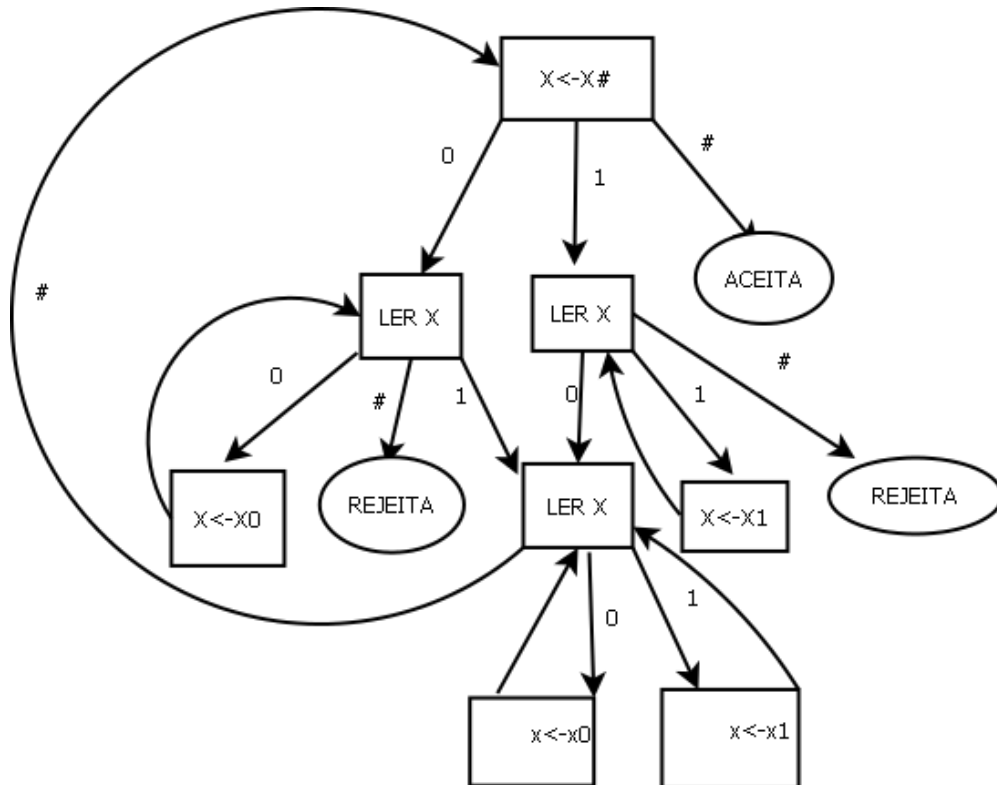 X<-X#
0
1
#
ACEITA
#
LER X
LER X
0
#
1
0
1
#
X<-X0
REJEITA
LER X
X<-X1
REJEITA
0
1
x<-x0
x<-x1